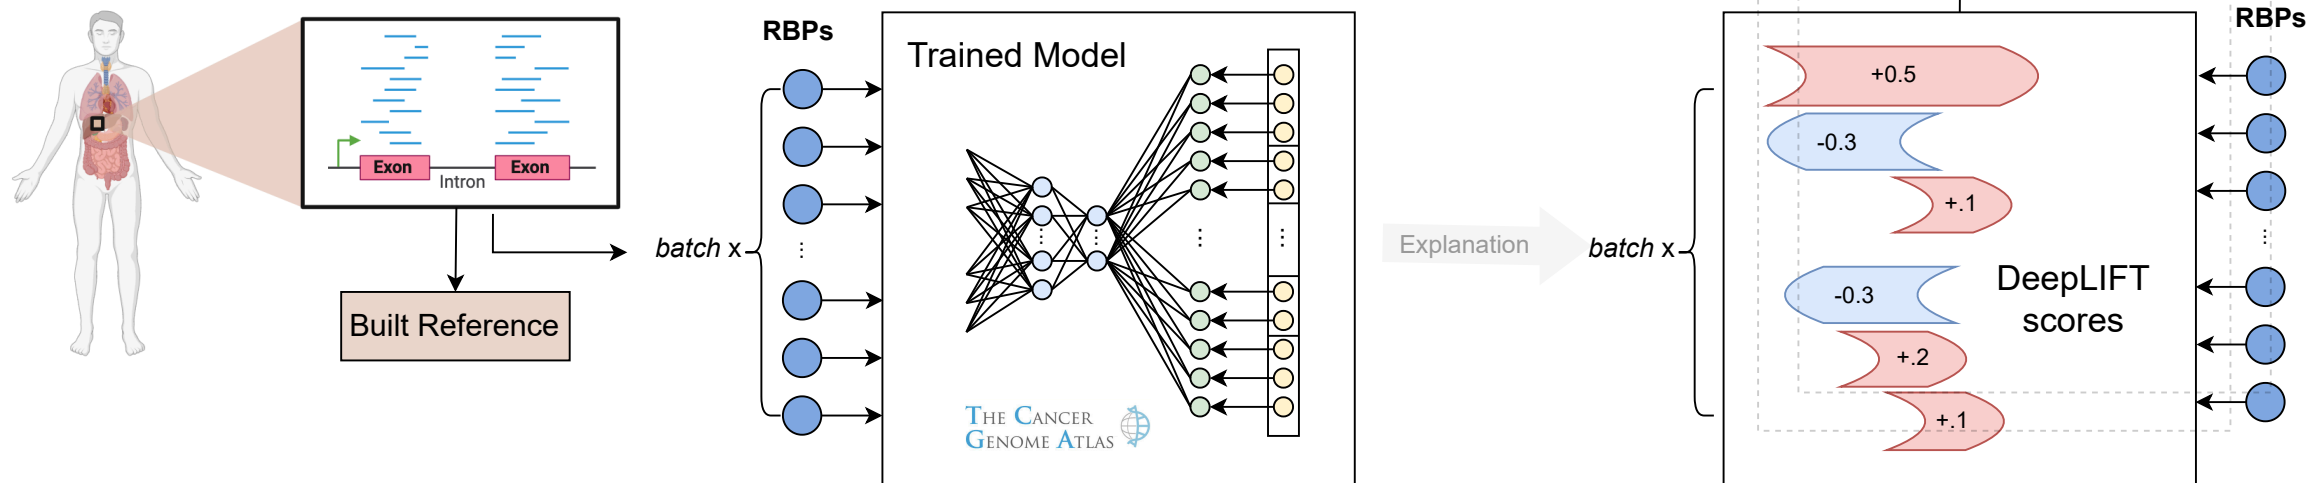 Exon
Exon
Intron
Built Reference
RBPs
batch x
⋮
Trained Model
⋮
⋮
⋮
⋮
THE CANCER
GENOME ATLAS
Explanation
batch x
+0.5
-0.3
+.1
-0.3
+.2
+.1
DeepLIFT
scores
RBPs
⋮